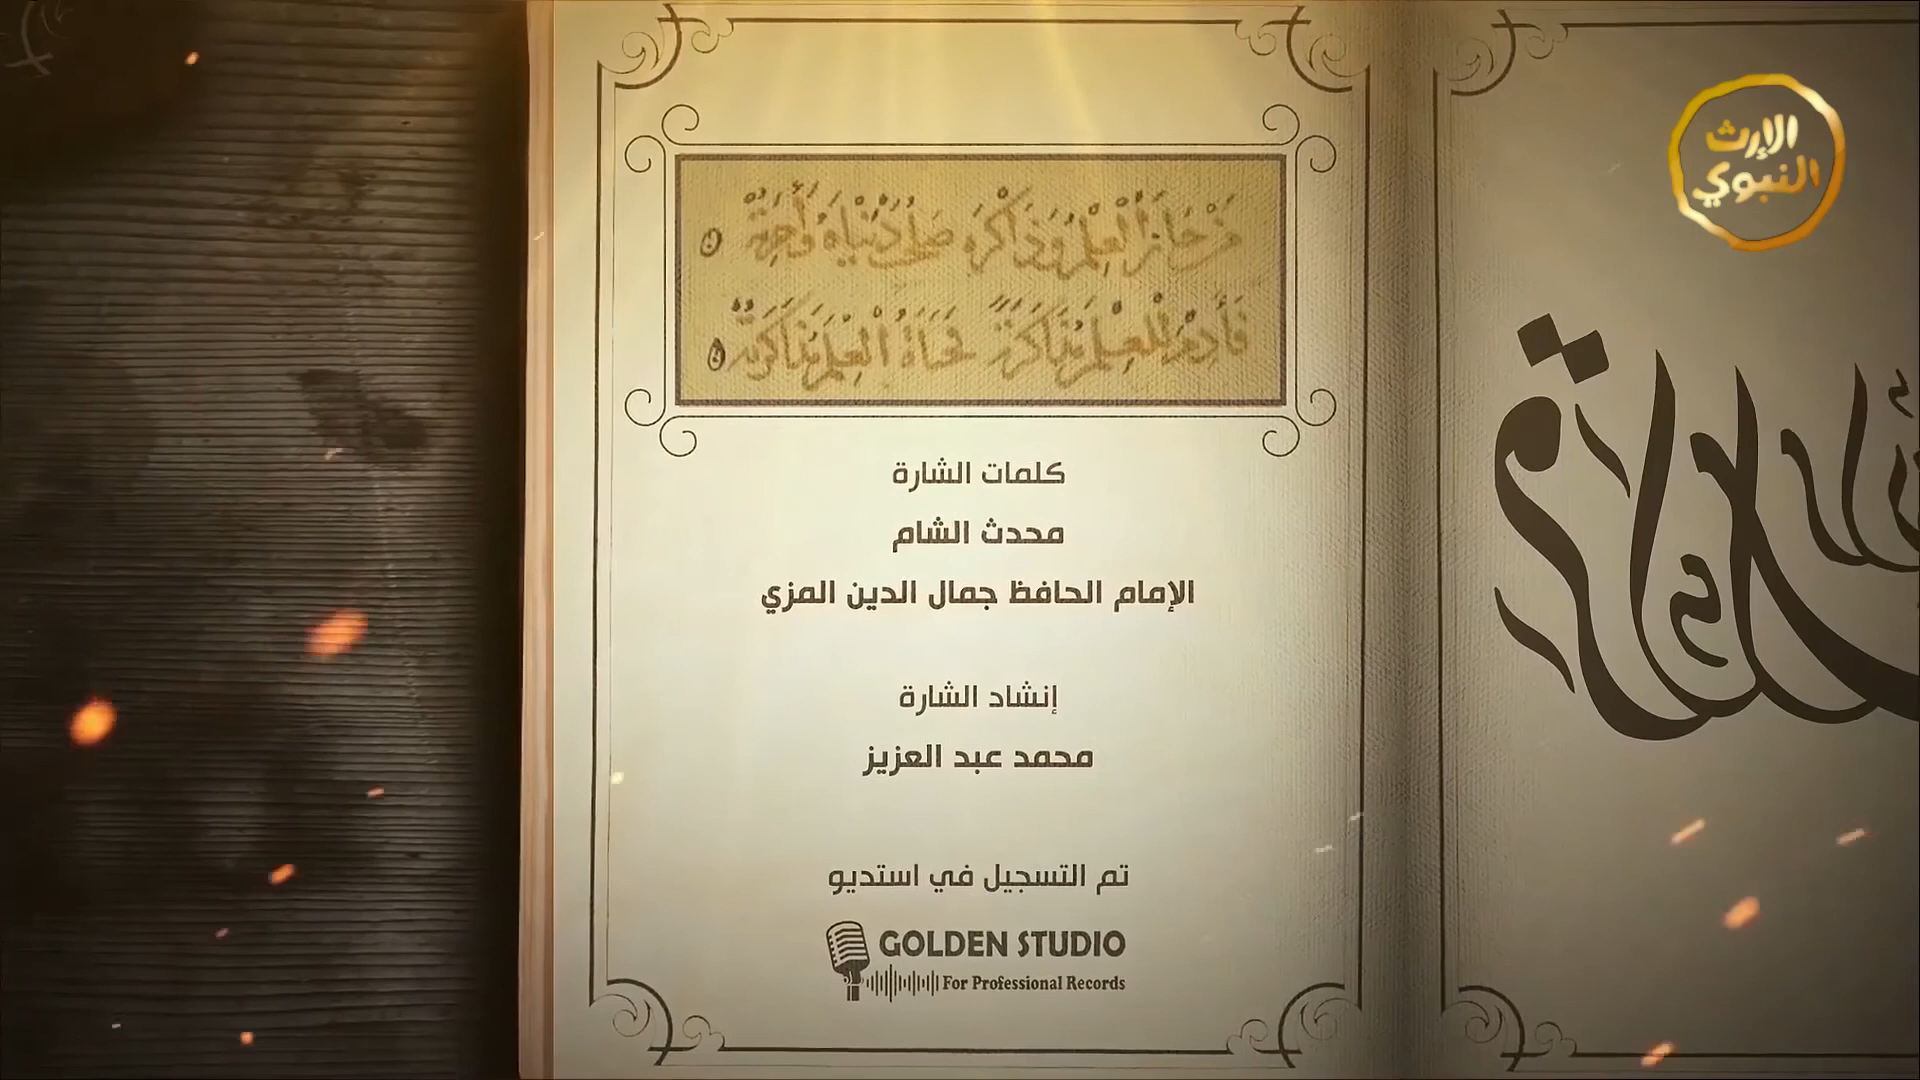 الإرث
النبوي
مَنْ حَازَ الْعِلْمَ وَذَاكَرَهُ صَلُحَتْ دُنْيَاهُ وَآخِرَتُهُ
فَأَدِمْ لِلْعِلْمِ مُذَاكَرَةً فَحَيَاةُ الْعِلْمِ مُذَاكَرَتُهُ
كلمات الشارة
محدث الشام
الإمام الحافظ جمال الدين المزي
إنشاد الشارة
محمد عبد العزيز
تم التسجيل في استديو
GOLDEN STUDIO
For Professional Records